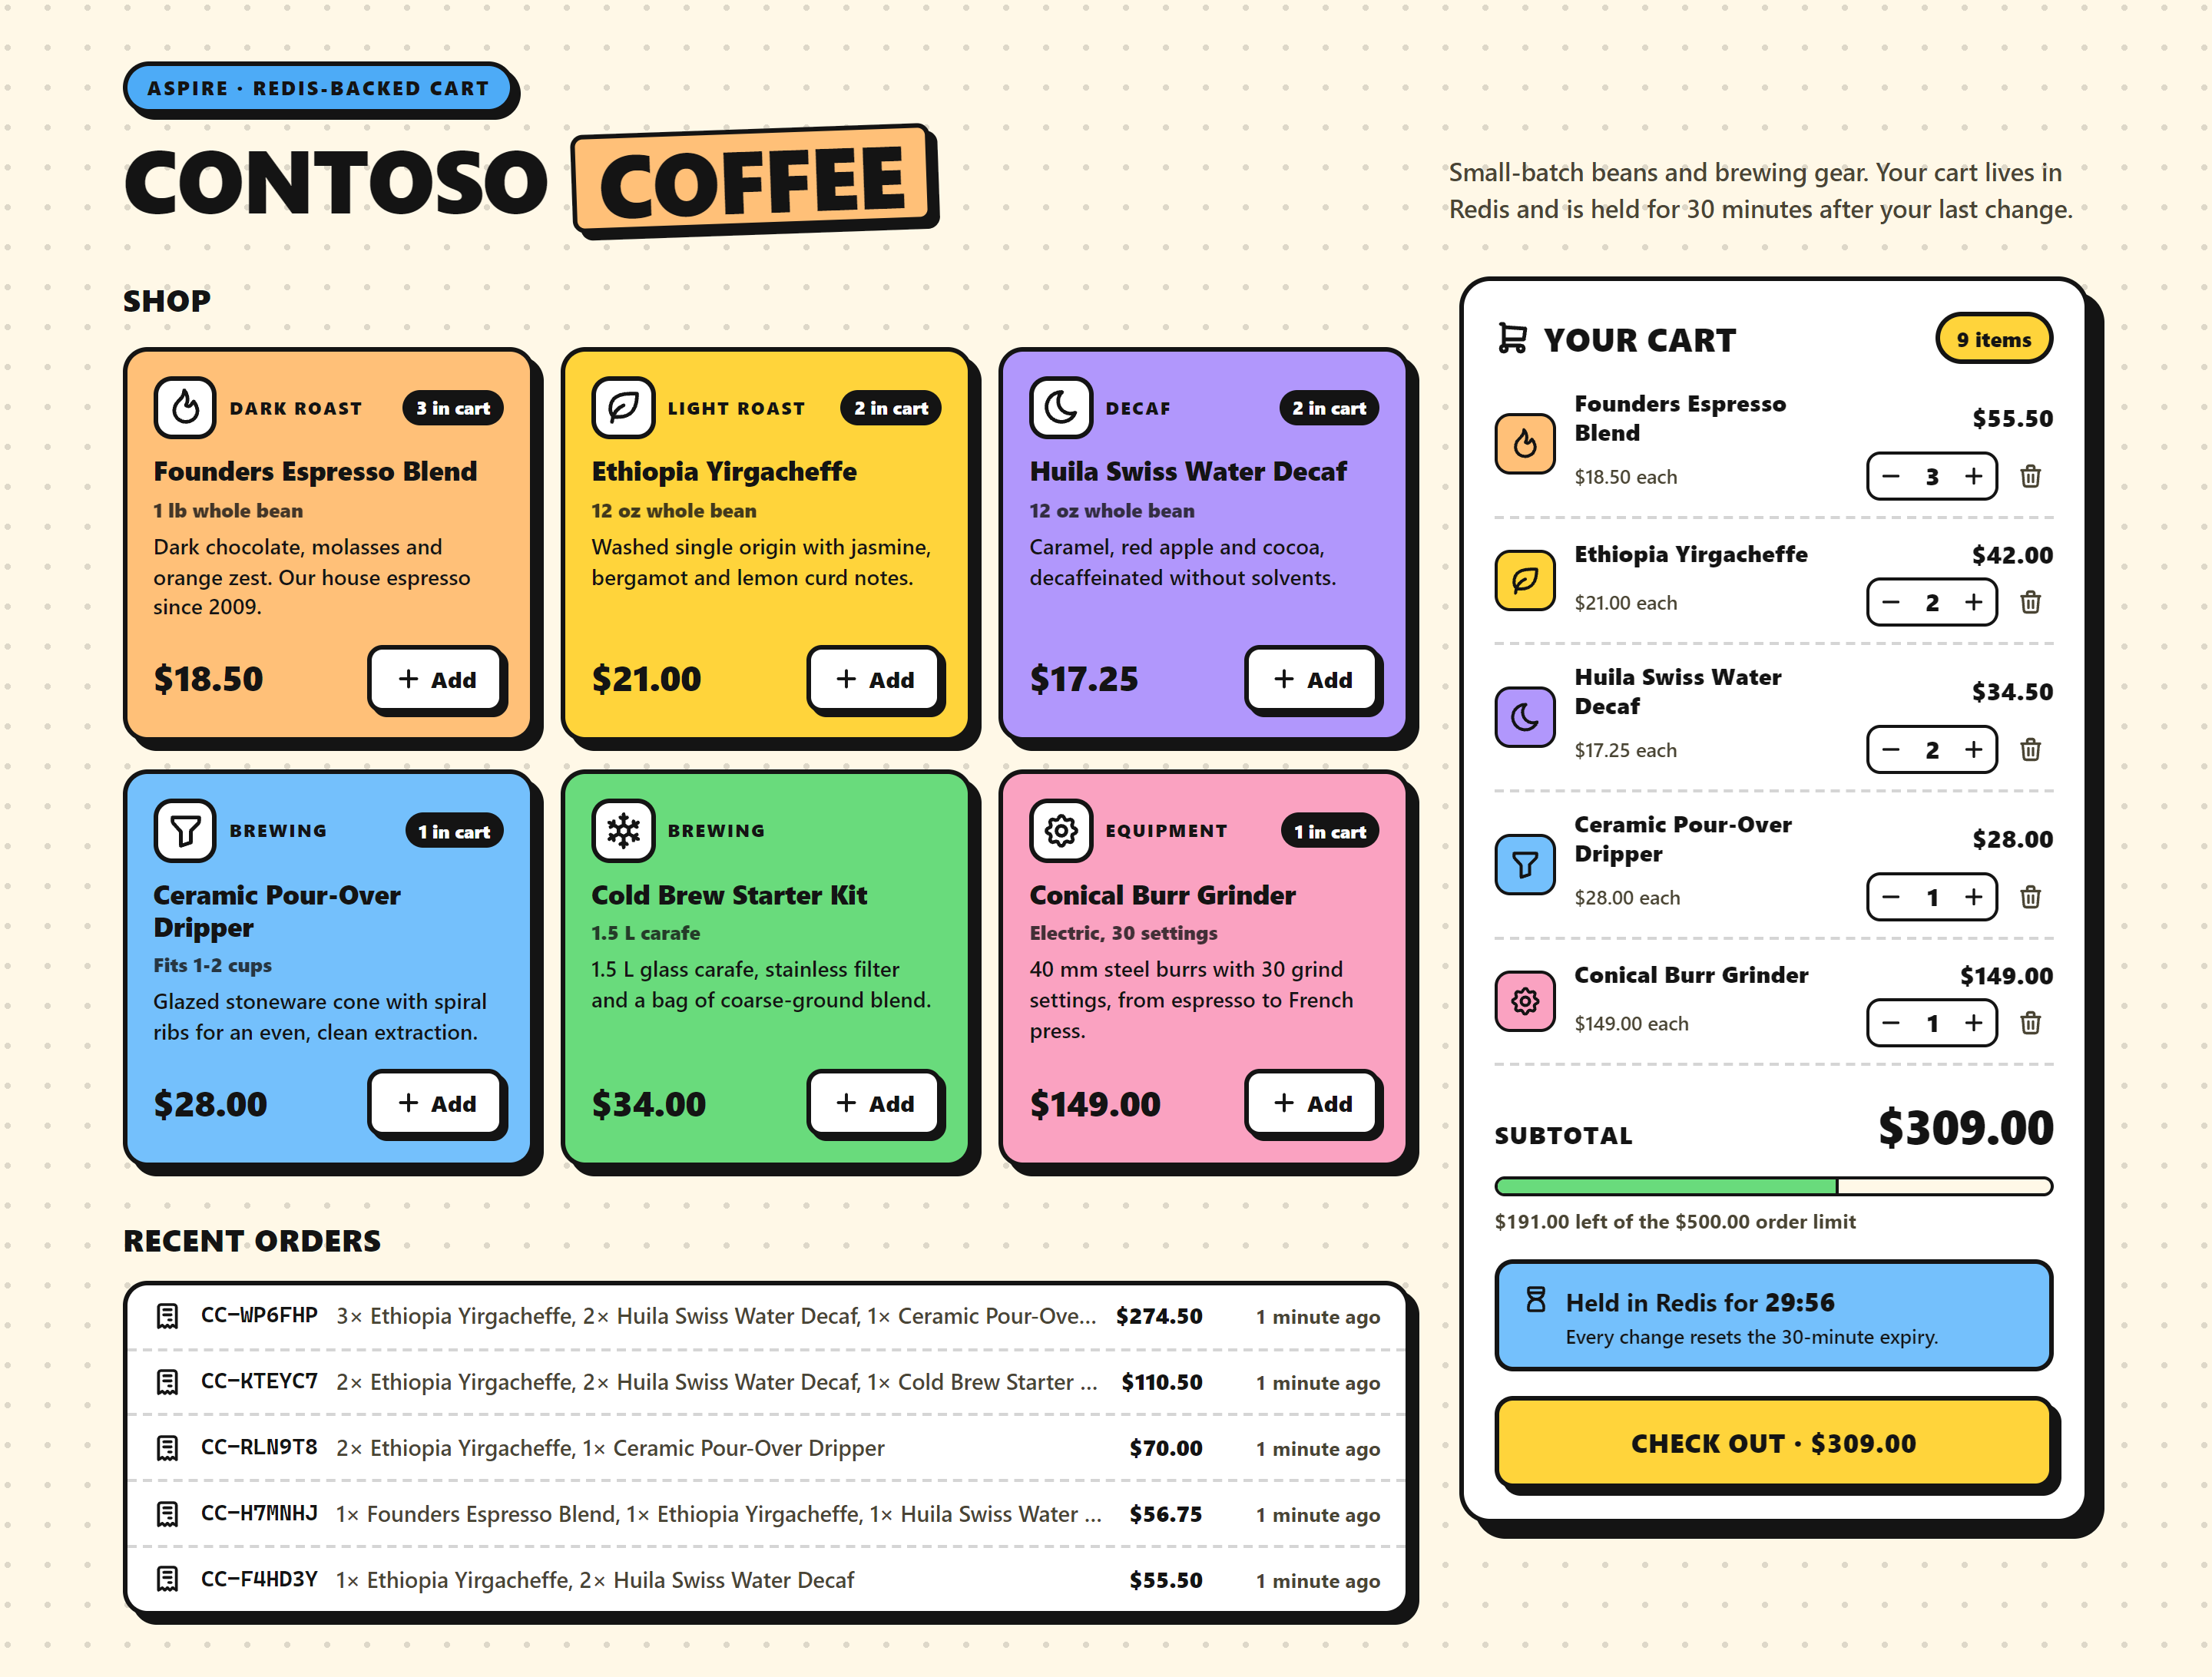 ASPIRE · REDIS-BACKED CART
CONTOSO COFFEE
Small-batch beans and brewing gear. Your cart lives in
Redis and is held for 30 minutes after your last change.
SHOP
DARK ROAST
3 in cart
Founders Espresso Blend
1 lb whole bean
Dark chocolate, molasses and
orange zest. Our house espresso
since 2009.
$18.50
+ Add
LIGHT ROAST
2 in cart
Ethiopia Yirgacheffe
12 oz whole bean
Washed single origin with jasmine,
bergamot and lemon curd notes.
$21.00
+ Add
DECAF
2 in cart
Huila Swiss Water Decaf
12 oz whole bean
Caramel, red apple and cocoa,
decaffeinated without solvents.
$17.25
+ Add
BREWING
1 in cart
Ceramic Pour-Over
Dripper
Fits 1-2 cups
Glazed stoneware cone with spiral
ribs for an even, clean extraction.
$28.00
+ Add
BREWING
Cold Brew Starter Kit
1.5 L carafe
1.5 L glass carafe, stainless filter
and a bag of coarse-ground blend.
$34.00
+ Add
EQUIPMENT
1 in cart
Conical Burr Grinder
Electric, 30 settings
40 mm steel burrs with 30 grind
settings, from espresso to French
press.
$149.00
+ Add
RECENT ORDERS
CC-WP6FHP 3× Ethiopia Yirgacheffe, 2× Huila Swiss Water Decaf, 1× Ceramic Pour-Ove... $274.50 1 minute ago
CC-KTEYC7 2× Ethiopia Yirgacheffe, 2× Huila Swiss Water Decaf, 1× Cold Brew Starter ... $110.50 1 minute ago
CC-RLN9T8 2× Ethiopia Yirgacheffe, 1× Ceramic Pour-Over Dripper $70.00 1 minute ago
CC-H7MNHJ 1× Founders Espresso Blend, 1× Ethiopia Yirgacheffe, 1× Huila Swiss Water ... $56.75 1 minute ago
CC-F4HD3Y 1× Ethiopia Yirgacheffe, 2× Huila Swiss Water Decaf $55.50 1 minute ago
YOUR CART
9 items
Founders Espresso
Blend
$55.50
$18.50 each
− 3 +
Ethiopia Yirgacheffe
$42.00
$21.00 each
− 2 +
Huila Swiss Water
Decaf
$34.50
$17.25 each
− 2 +
Ceramic Pour-Over
Dripper
$28.00
$28.00 each
− 1 +
Conical Burr Grinder
$149.00
$149.00 each
− 1 +
SUBTOTAL
$309.00
$191.00 left of the $500.00 order limit
Held in Redis for 29:56
Every change resets the 30-minute expiry.
CHECK OUT · $309.00